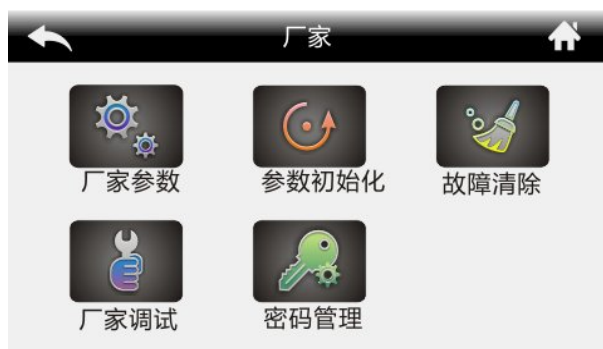 厂家
厂家参数
参数初始化
故障清除
厂家调试
密码管理